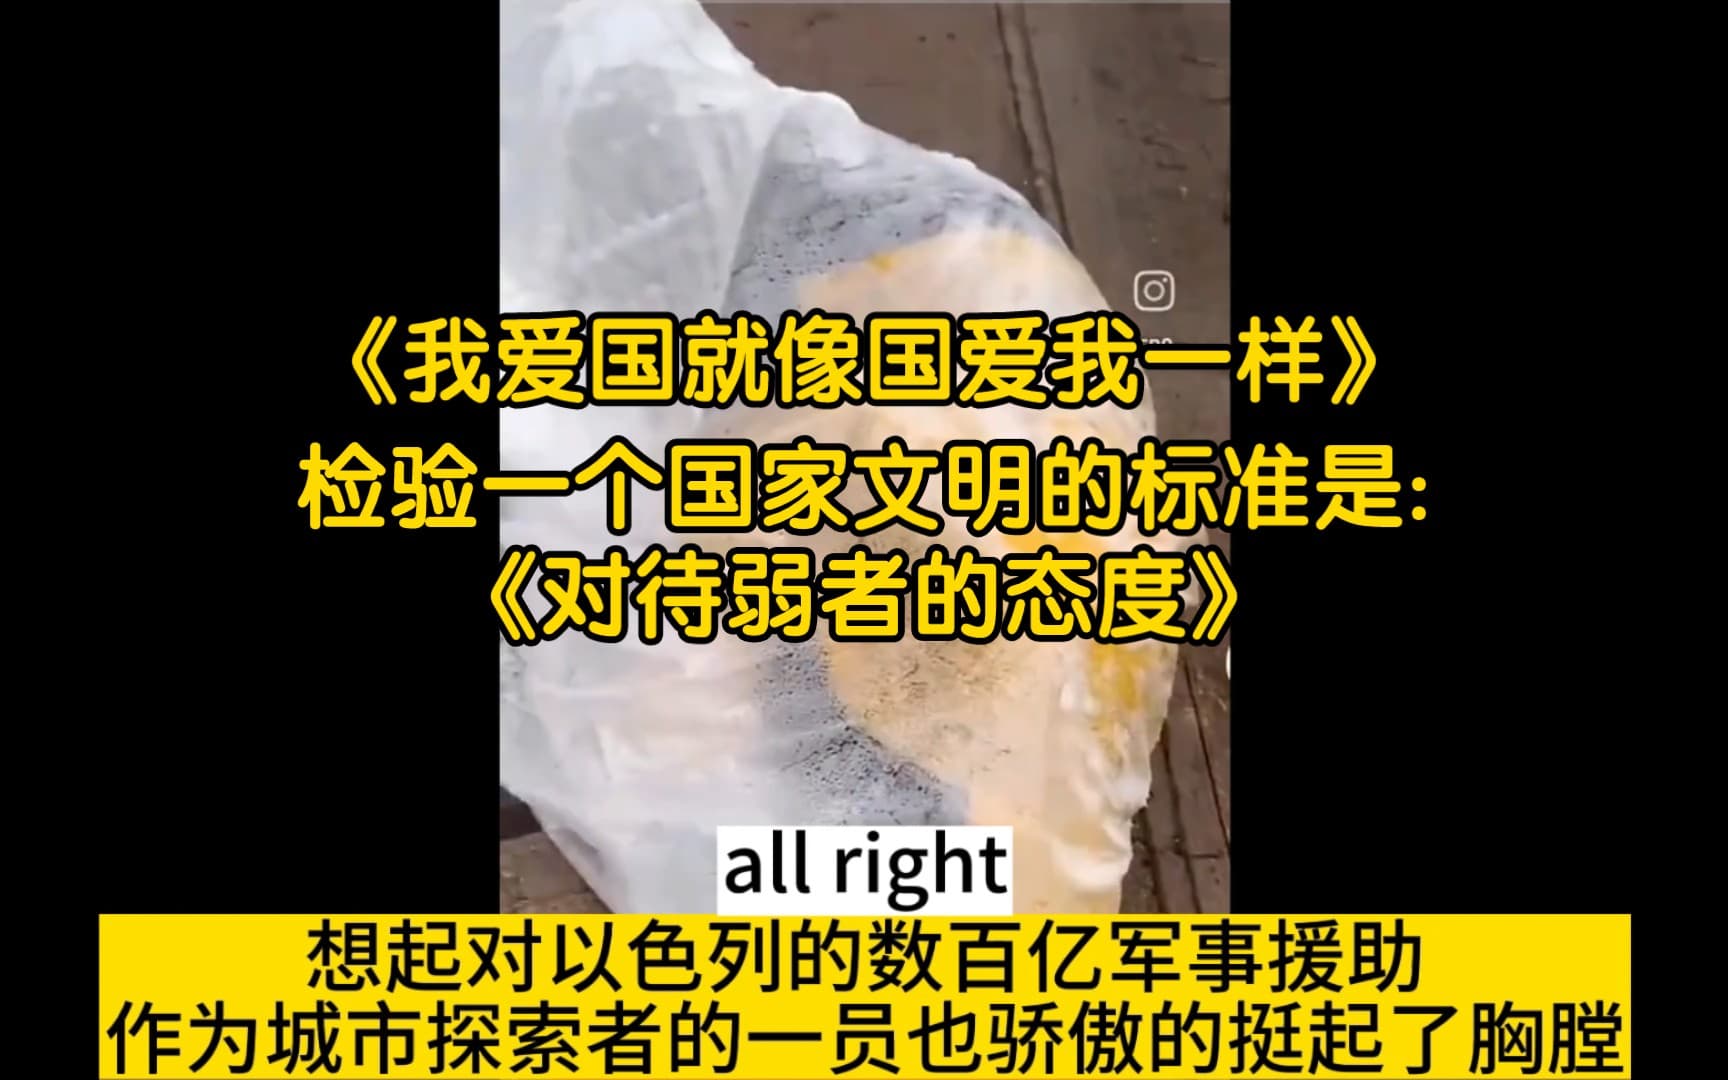 《我爱国就像国爱我一样》
检验一个国家文明的标准是:
《对待弱者的态度》
all right
想起对以色列的数百亿军事援助
作为城市探索者的一员也骄傲的挺起了胸膛